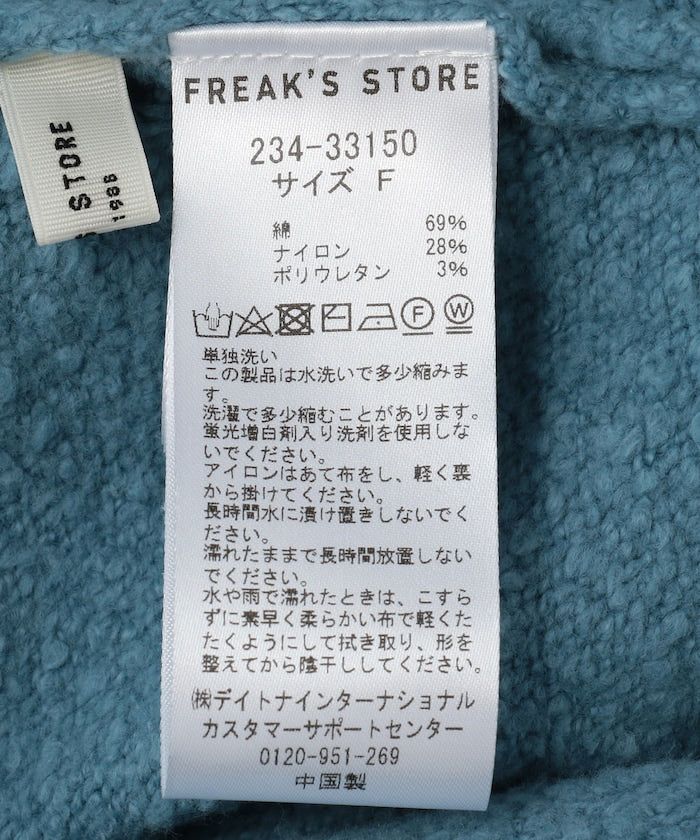 FREAK'S STORE
234-33150
サイズ F
綿 69%
ナイロン 28%
ポリウレタン 3%
F W
単独洗い
この製品は水洗いで多少縮みま
す。
洗濯で多少縮むことがあります。
蛍光増白剤入り洗剤を使用しな
いでください。
アイロンはあて布をし、軽く裏
から掛けてください。
長時間水に漬け置きしないでく
ださい。
濡れたままで長時間放置しない
でください。
水や雨で濡れたときは、こすら
ずに素早く柔らかい布で軽くた
たくようにして拭き取り、形を
整えてから陰干ししてください。
㈱デイトナインターナショナル
カスタマーサポートセンター
0120-951-269
中国製
STORE
1986